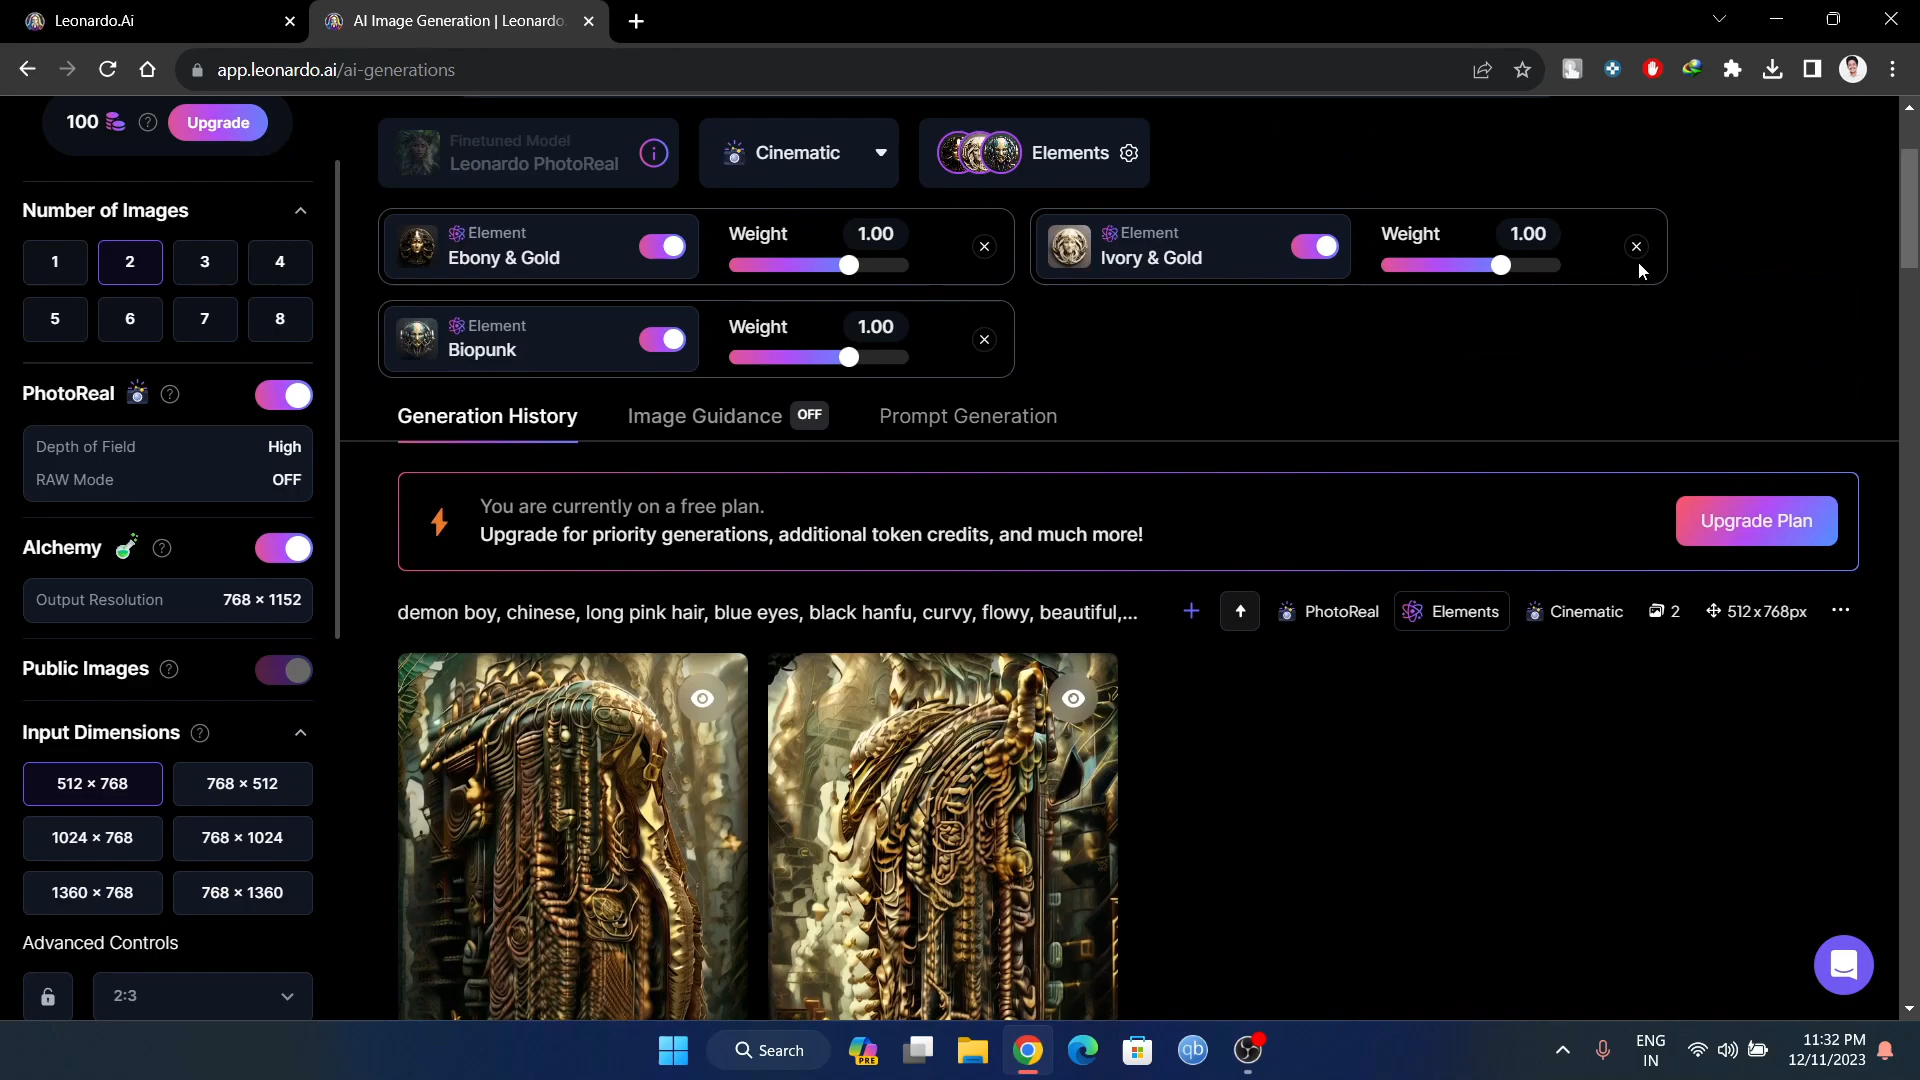 Leonardo.Ai
AI Image Generation | Leonardo.
app.leonardo.ai/ai-generations
100 Upgrade
Finetuned Model
Leonardo PhotoReal
Cinematic
Elements
Number of Images
1 2 3 4
5 6 7 8
Element
Ebony & Gold
Weight 1.00
Element
Ivory & Gold
Weight 1.00
Element
Biopunk
Weight 1.00
PhotoReal
Depth of Field High
RAW Mode OFF
Alchemy
Output Resolution 768 × 1152
Public Images
Input Dimensions
512 × 768 768 × 512
1024 × 768 768 × 1024
1360 × 768 768 × 1360
Advanced Controls
2:3
Generation History Image Guidance OFF Prompt Generation
You are currently on a free plan.
Upgrade for priority generations, additional token credits, and much more!
Upgrade Plan
demon boy, chinese, long pink hair, blue eyes, black hanfu, curvy, flowy, beautiful,...
PhotoReal Elements Cinematic 2 512 x 768px
Search
PRE
qb
ENG
IN
11:32 PM
12/11/2023